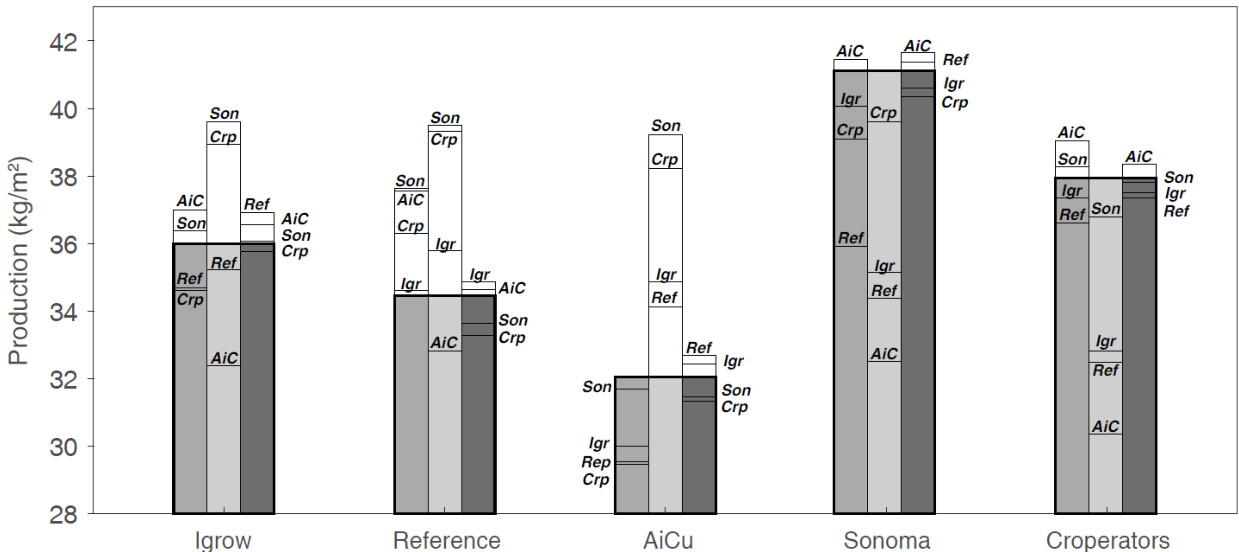 Production (kg/m²)
42
40
38
36
34
32
30
28
AiC
Son
Ref
Crp
Son
Crp
Ref
AiC
Ref
AiC
Son
Crp
Son
AiC
Crp
Igr
Son
Crp
Igr
AiC
Igr
AiC
Son
Crp
Son
Igr
Rep
Crp
Son
Crp
Igr
Ref
Ref
Igr
Son
Crp
AiC
Igr
Crp
Ref
Crp
Igr
Ref
AiC
AiC
Ref
Igr
Crp
AiC
Son
Igr
Ref
Son
Igr
Ref
AiC
AiC
Son
Igr
Ref
Igrow
Reference
AiCu
Sonoma
Croperators